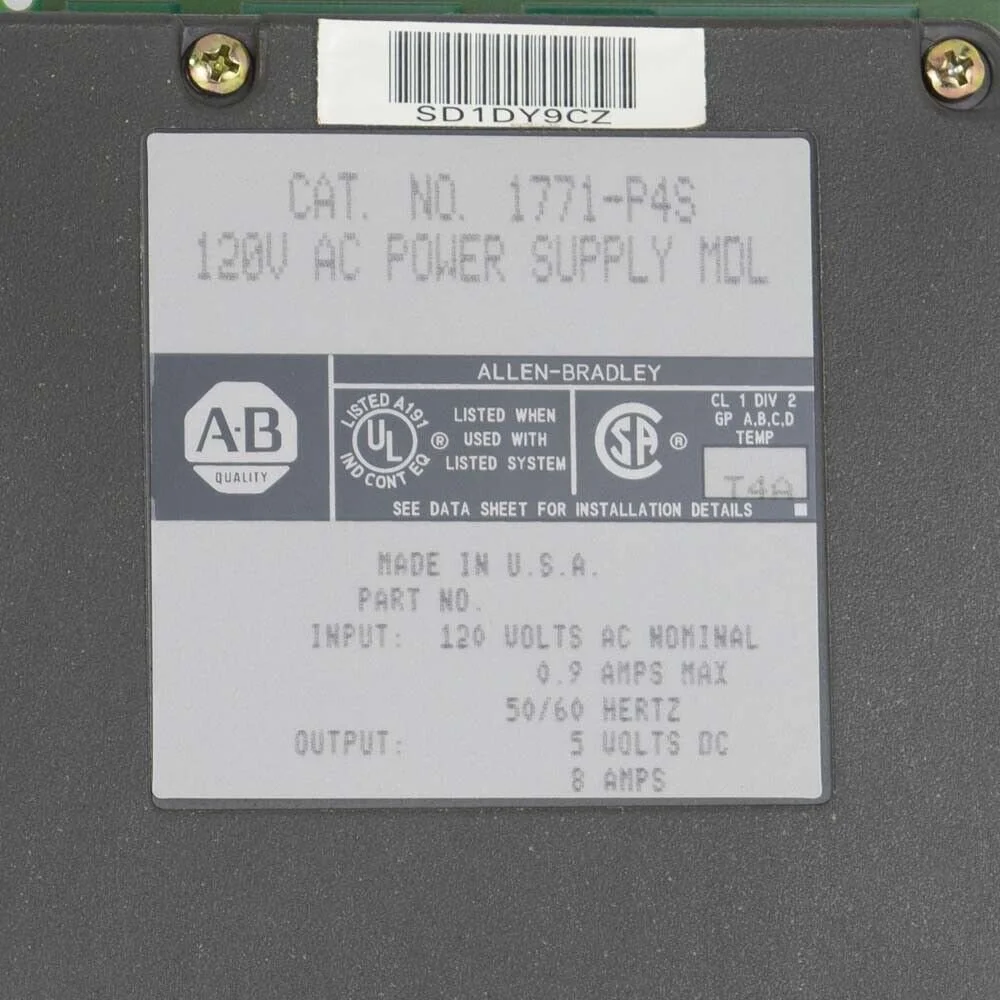 SD1DY9CZ
CAT. NO. 1771-P4S
120V AC POWER SUPPLY MDL
ALLEN-BRADLEY
A-B
QUALITY
LISTED A191
UL
IND CONT EQ
®
LISTED WHEN
USED WITH
LISTED SYSTEM
SA ®
CL 1 DIV 2
GP A,B,C,D
TEMP
T4A
SEE DATA SHEET FOR INSTALLATION DETAILS
MADE IN U.S.A.
PART NO.
INPUT: 120 VOLTS AC NOMINAL
0.9 AMPS MAX
50/60 HERTZ
OUTPUT: 5 VOLTS DC
8 AMPS